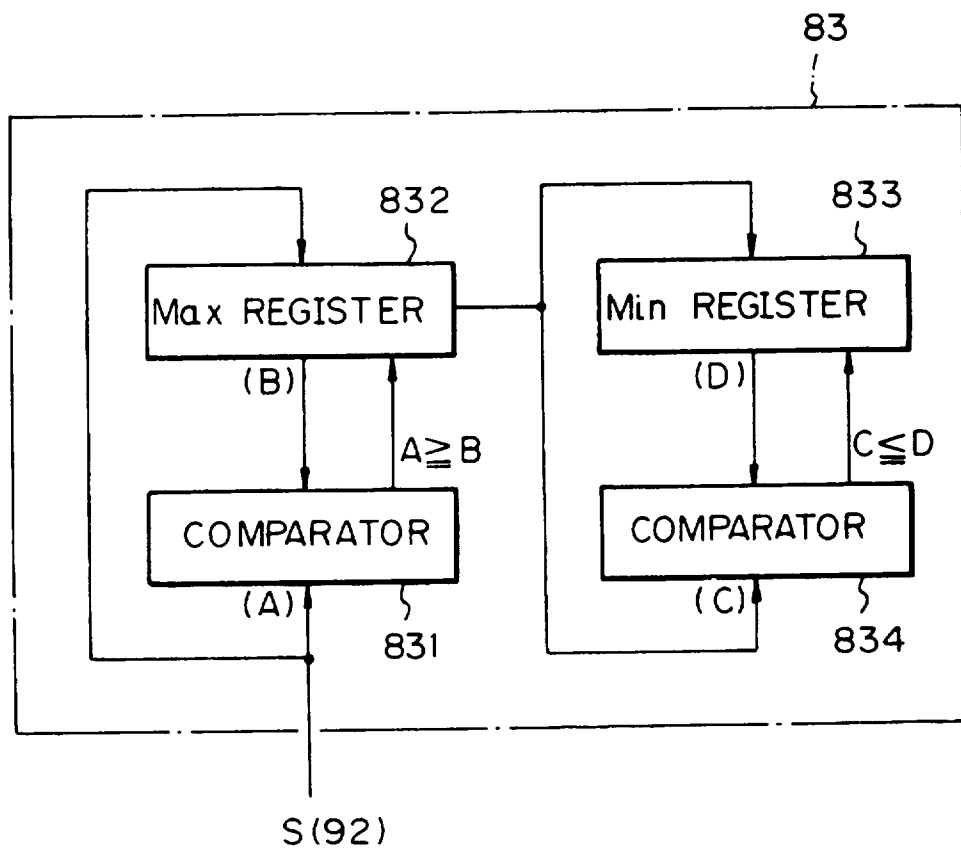 83
832
833
Max REGISTER
Min REGISTER
(B)
(D)
A≧B
C≦D
COMPARATOR
COMPARATOR
(A)
(C)
831
834
S(92)